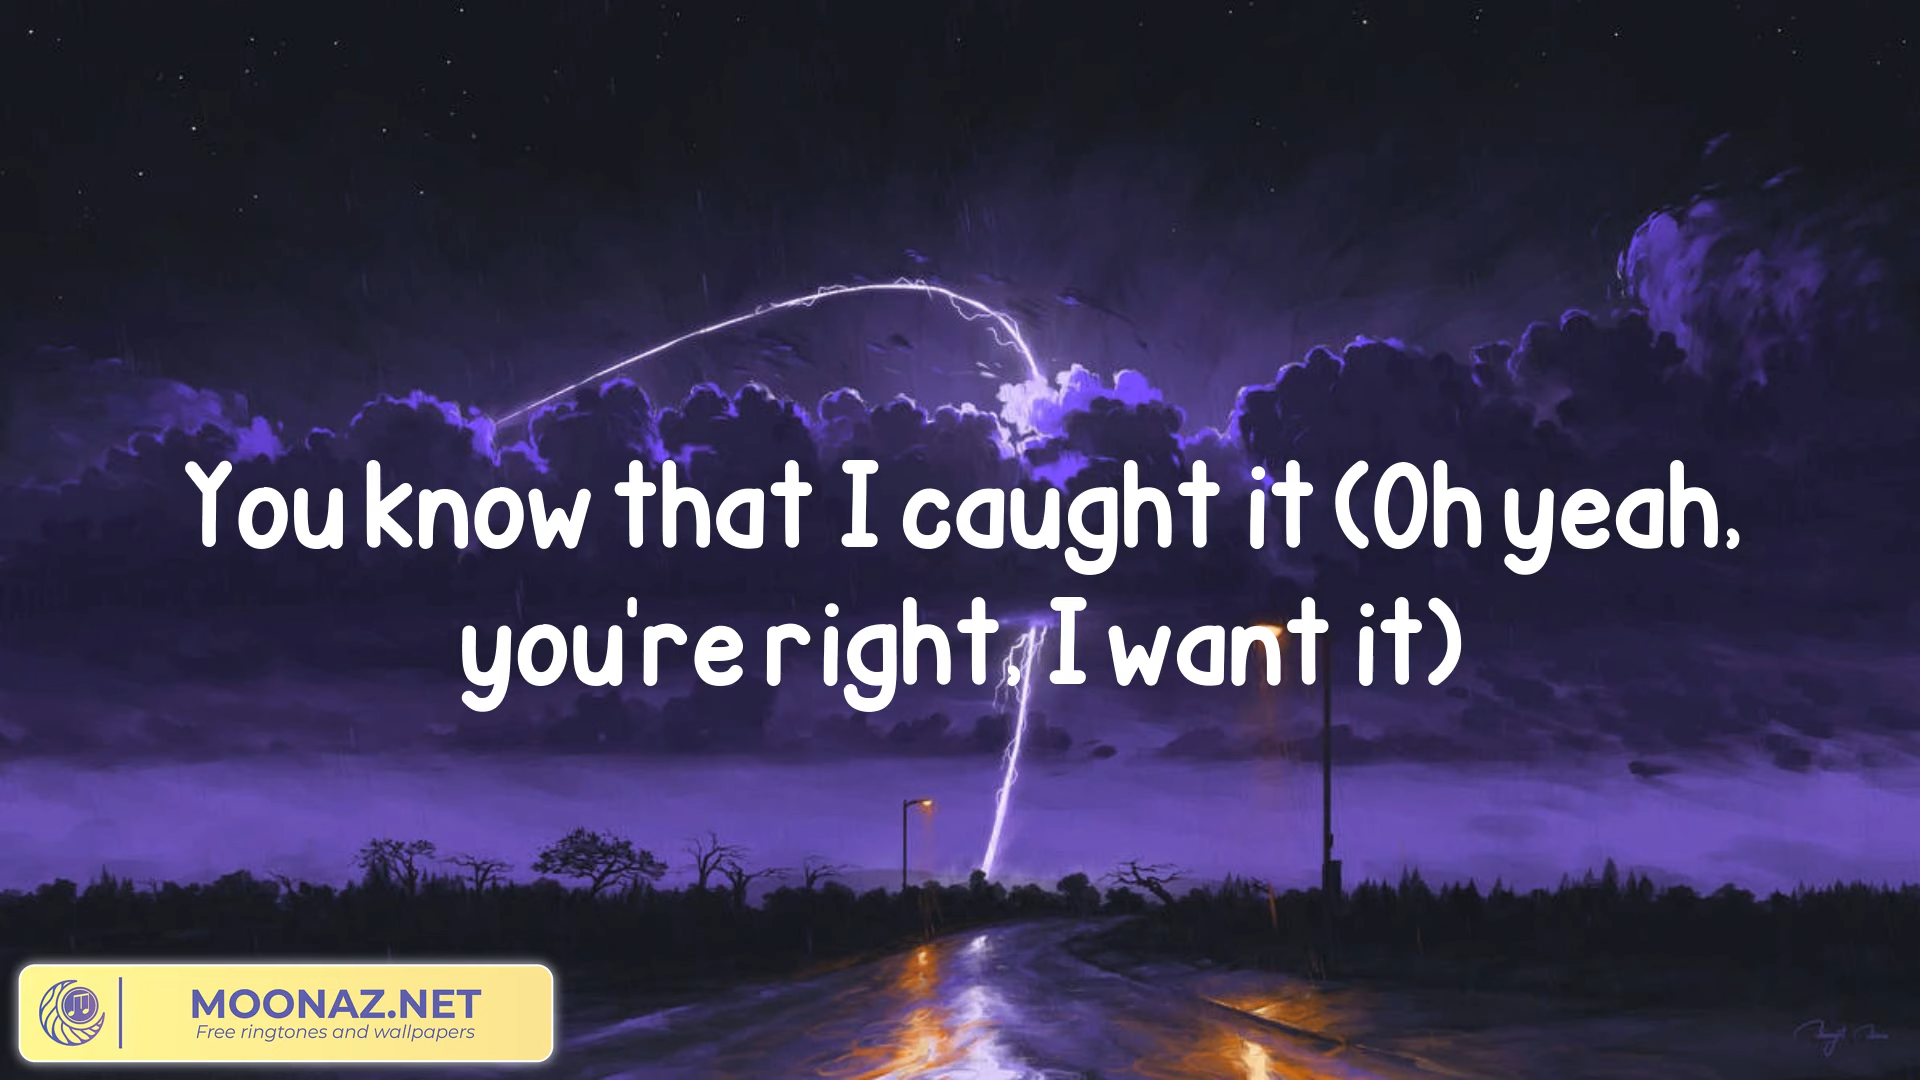 You know that I caught it (Oh yeah,
you're right, I want it)
MOONAZ.NET
Free ringtones and wallpapers